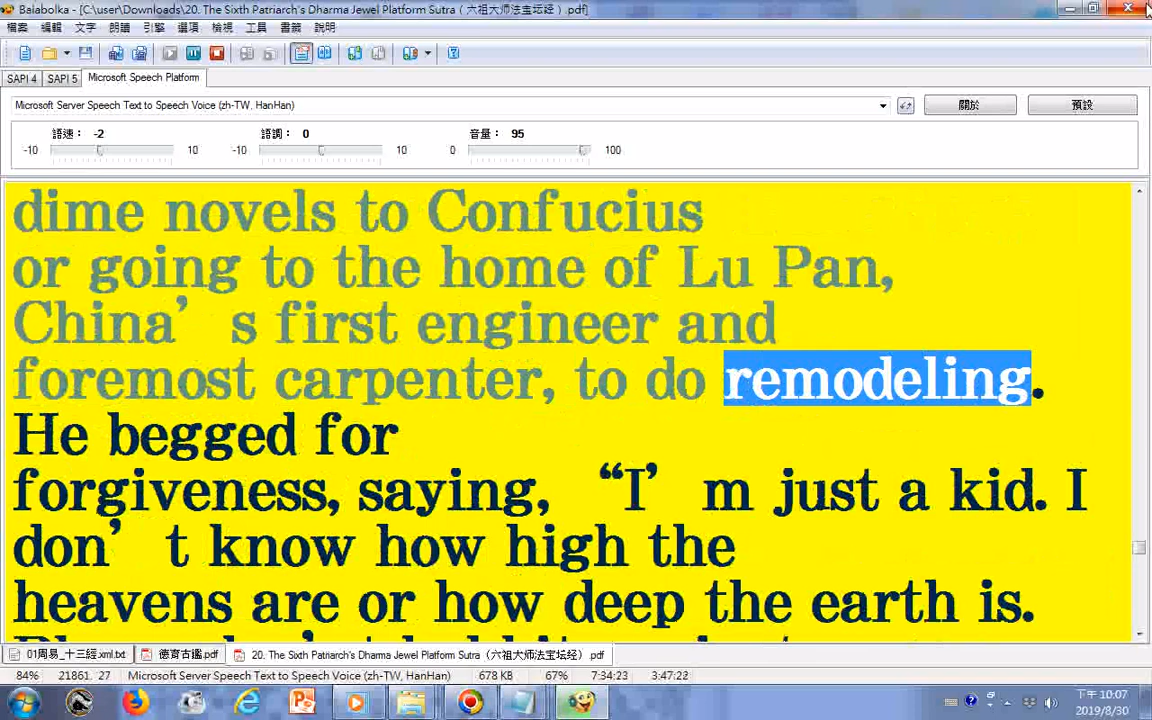 Balabolka - [C:\user\Downloads\20. The Sixth Patriarch's Dharma Jewel Platform Sutra（六祖大师法宝坛经）.pdf]
檔案 編輯 文字 朗讀 引擎 選項 檢視 工具 書籤 說明
SAPI 4 SAPI 5 Microsoft Speech Platform
Microsoft Server Speech Text to Speech Voice (zh-TW, HanHan) 關於 預設
語速： -2 語調： 0 音量： 95
-10 10 -10 10 0 100
dime novels to Confucius
or going to the home of Lu Pan,
China’s first engineer and
foremost carpenter, to do remodeling.
He begged for
forgiveness, saying, “I’m just a kid. I
don’t know how high the
heavens are or how deep the earth is.
01周易_十三經.xml.txt 德育古鑑.pdf 20. The Sixth Patriarch's Dharma Jewel Platform Sutra（六祖大师法宝坛经）.pdf
84% 21861: 27 Microsoft Server Speech Text to Speech Voice (zh-TW, HanHan) 678 KB 67% 7:34:23 3:47:22
下午 10:07
2019/8/30